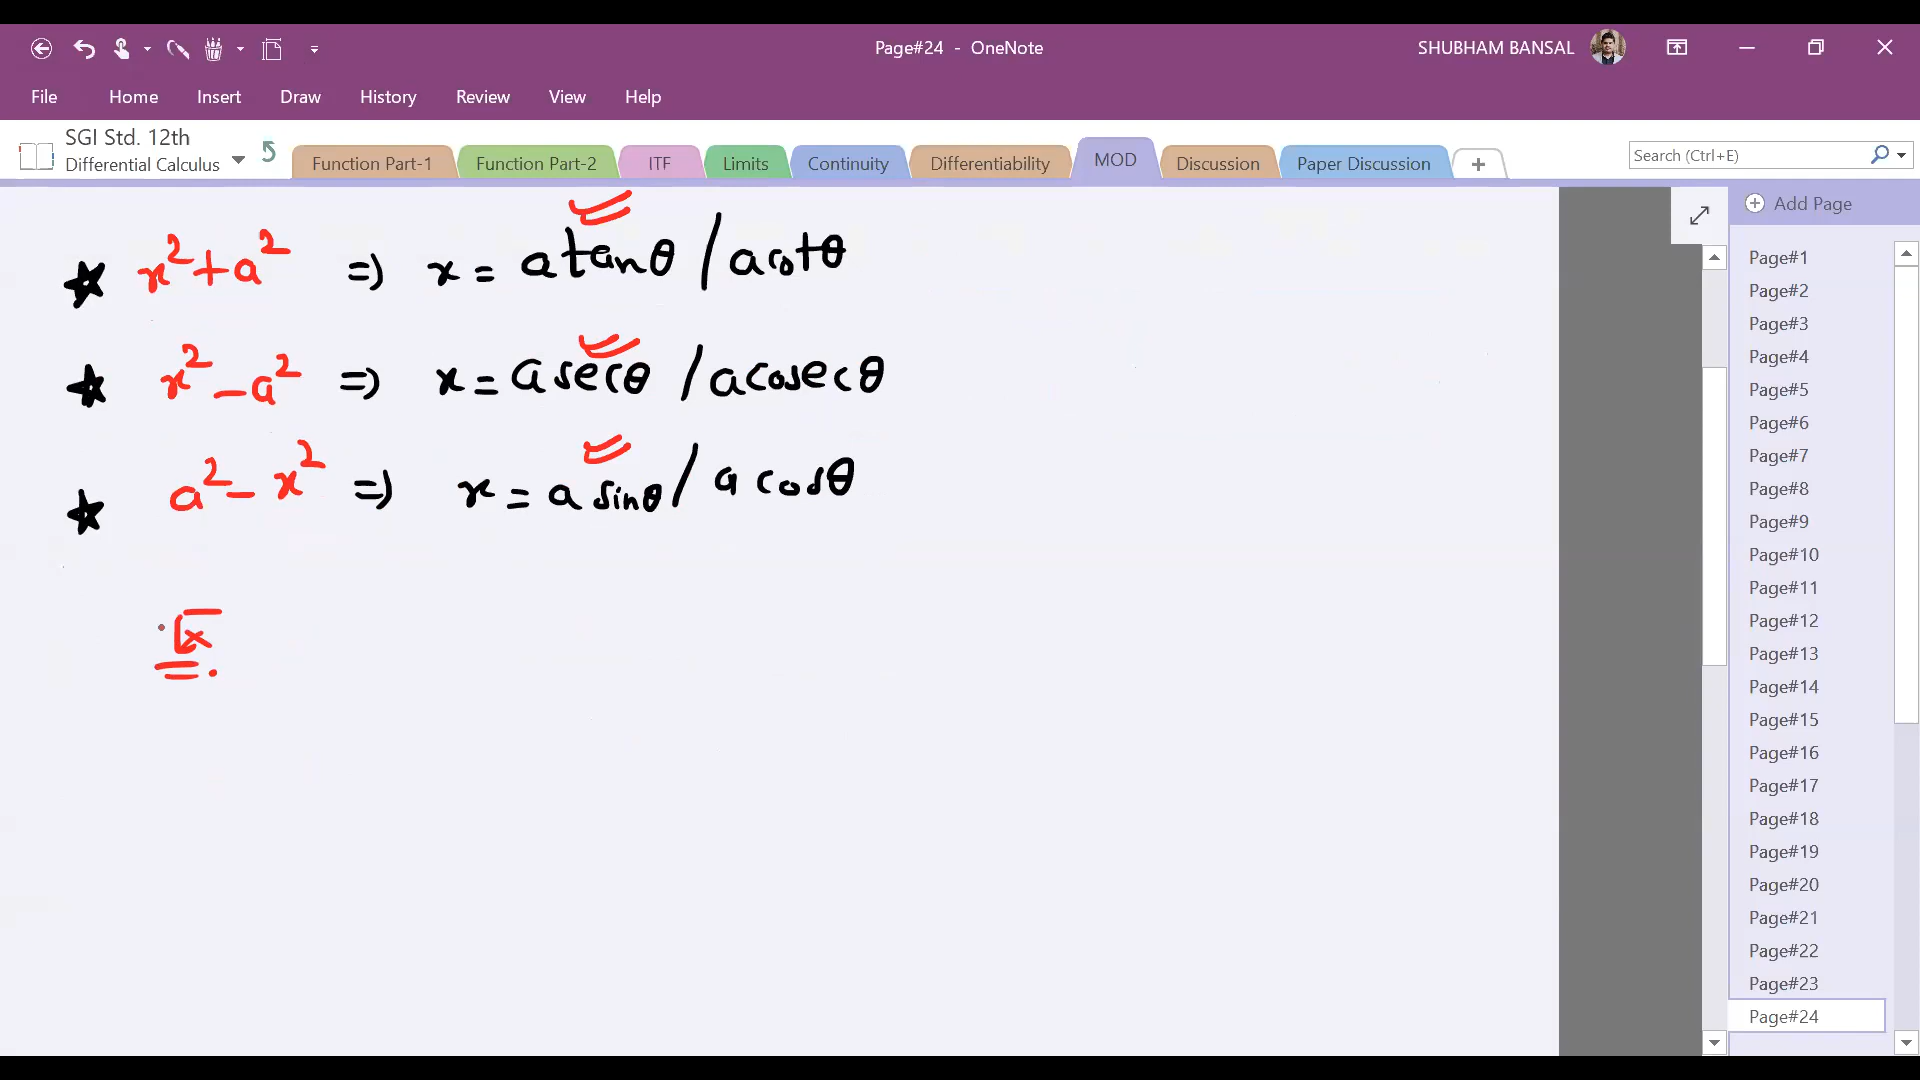 Page#24 - OneNote
SHUBHAM BANSAL
File Home Insert Draw History Review View Help
SGI Std. 12th
Differential Calculus
Function Part-1 Function Part-2 ITF Limits Continuity Differentiability MOD Discussion Paper Discussion +
Search (Ctrl+E)
Add Page
★ x² + a² ⇒ x = a tanθ / a cotθ
★ x² - a² ⇒ x = a secθ / a cosecθ
★ a² - x² ⇒ x = a sinθ / a cosθ
√x
Page#1
Page#2
Page#3
Page#4
Page#5
Page#6
Page#7
Page#8
Page#9
Page#10
Page#11
Page#12
Page#13
Page#14
Page#15
Page#16
Page#17
Page#18
Page#19
Page#20
Page#21
Page#22
Page#23
Page#24